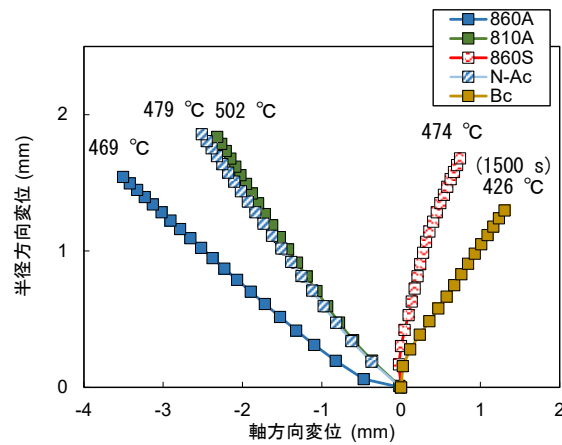 860A
810A
860S
N-Ac
Bc
479 ℃ 502 ℃
469 ℃
474 ℃
(1500 s)
426 ℃
半径方向変位 (mm)
2
1
0
-4 -3 -2 -1 0 1 2
軸方向変位 (mm)